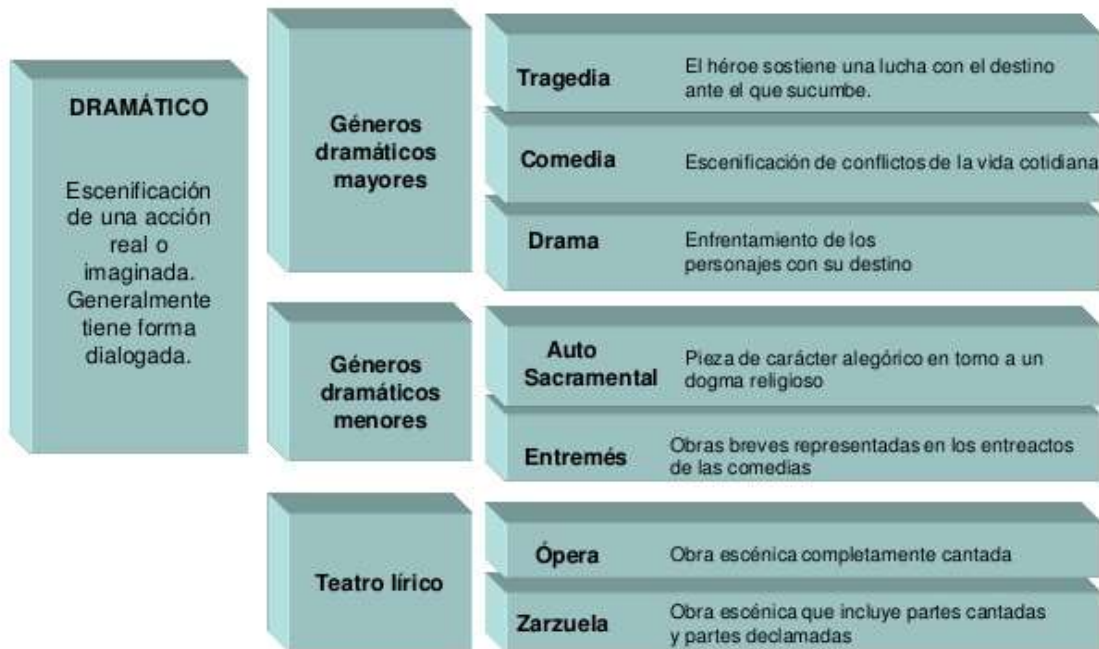 DRAMÁTICO
Escenificación
de una acción
real o
imaginada.
Generalmente
tiene forma
dialogada.
Géneros
dramáticos
mayores
Tragedia
El héroe sostiene una lucha con el destino
ante el que sucumbe.
Comedia
Escenificación de conflictos de la vida cotidiana
Drama
Enfrentamiento de los
personajes con su destino
Géneros
dramáticos
menores
Auto
Sacramental
Pieza de carácter alegórico en torno a un
dogma religioso
Entremés
Obras breves representadas en los entreactos
de las comedias
Teatro lírico
Ópera
Obra escénica completamente cantada
Zarzuela
Obra escénica que incluye partes cantadas
y partes declamadas